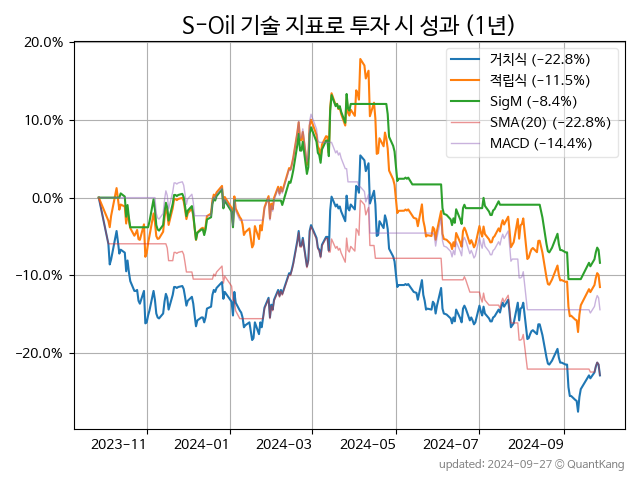 S-Oil 기술 지표로 투자 시 성과 (1년)
20.0%
10.0%
0.0%
−10.0%
−20.0%
거치식 (−22.8%)
적립식 (−11.5%)
SigM (−8.4%)
SMA(20) (−22.8%)
MACD (−14.4%)
2023-11 2024-01 2024-03 2024-05 2024-07 2024-09
updated: 2024-09-27 © QuantKang